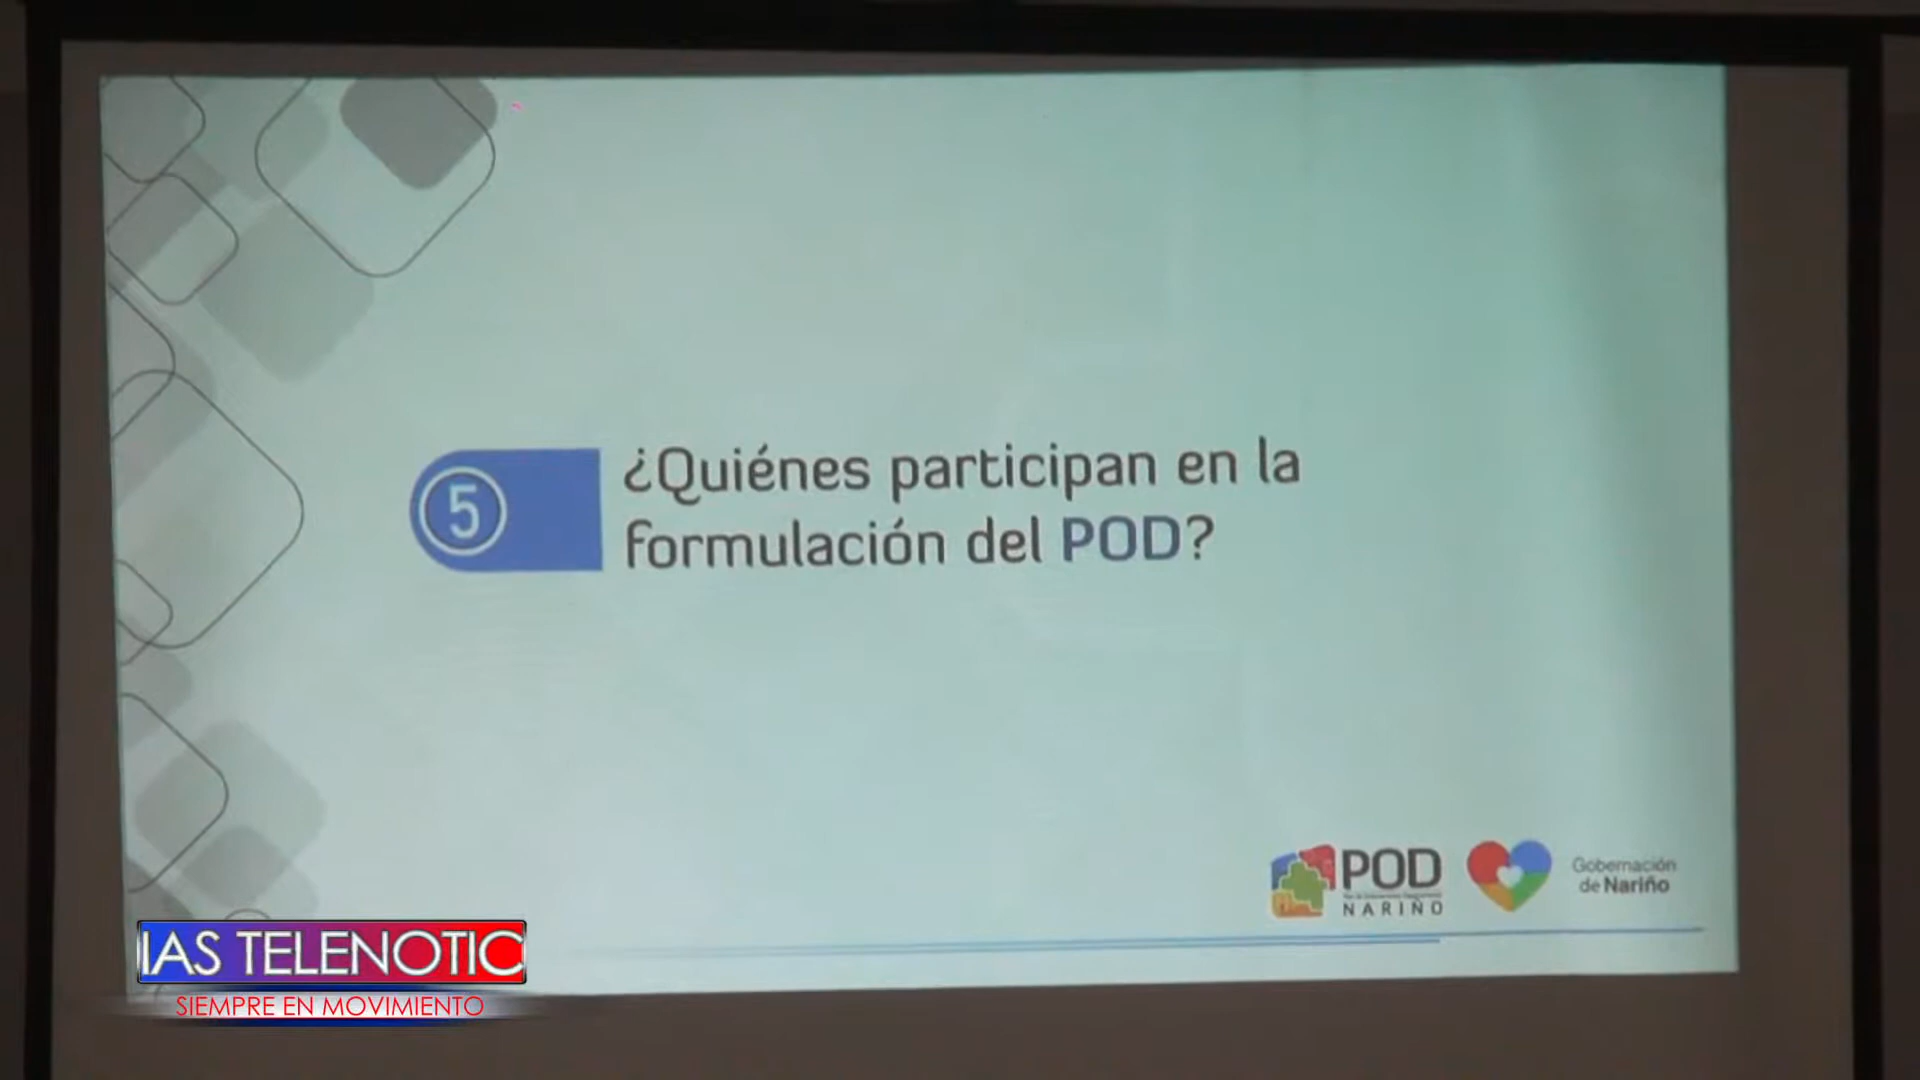 5
¿Quiénes participan en la
formulación del POD?
POD
NARIÑO
Gobernación
de Nariño
IAS TELENOTIC
SIEMPRE EN MOVIMIENTO